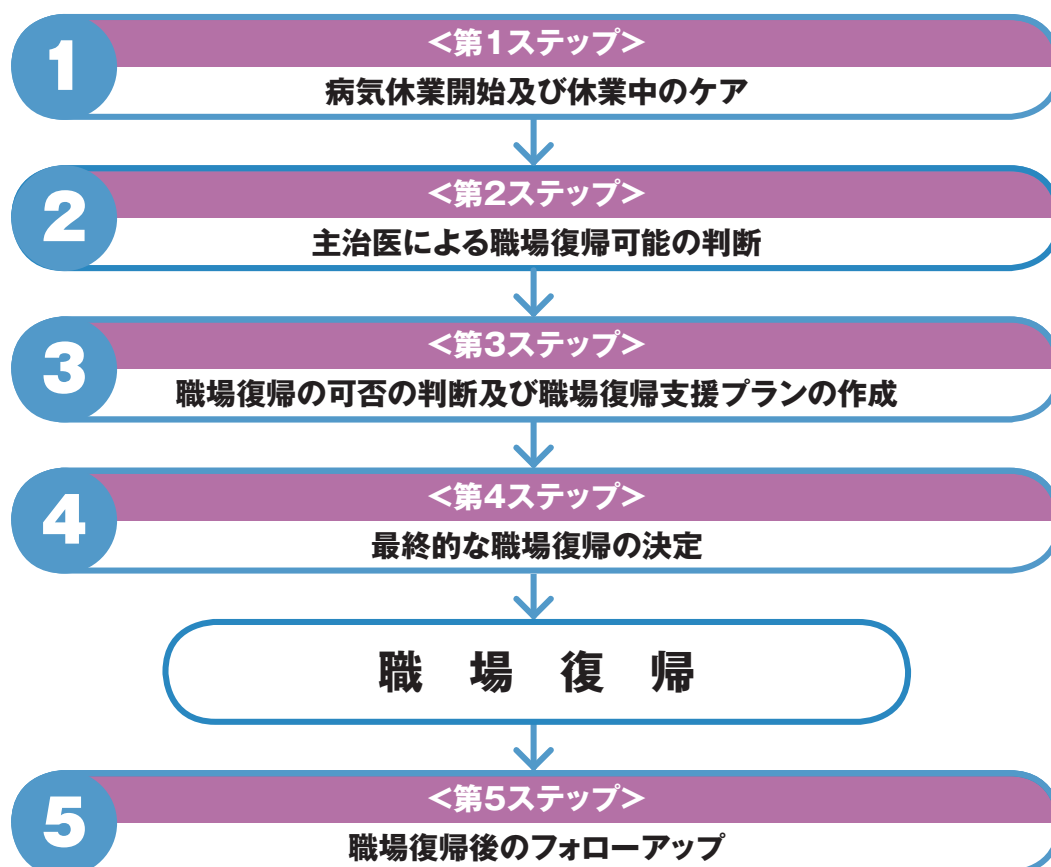 1
<第1ステップ>
病気休業開始及び休業中のケア
2
<第2ステップ>
主治医による職場復帰可能の判断
3
<第3ステップ>
職場復帰の可否の判断及び職場復帰支援プランの作成
4
<第4ステップ>
最終的な職場復帰の決定
職 場 復 帰
5
<第5ステップ>
職場復帰後のフォローアップ